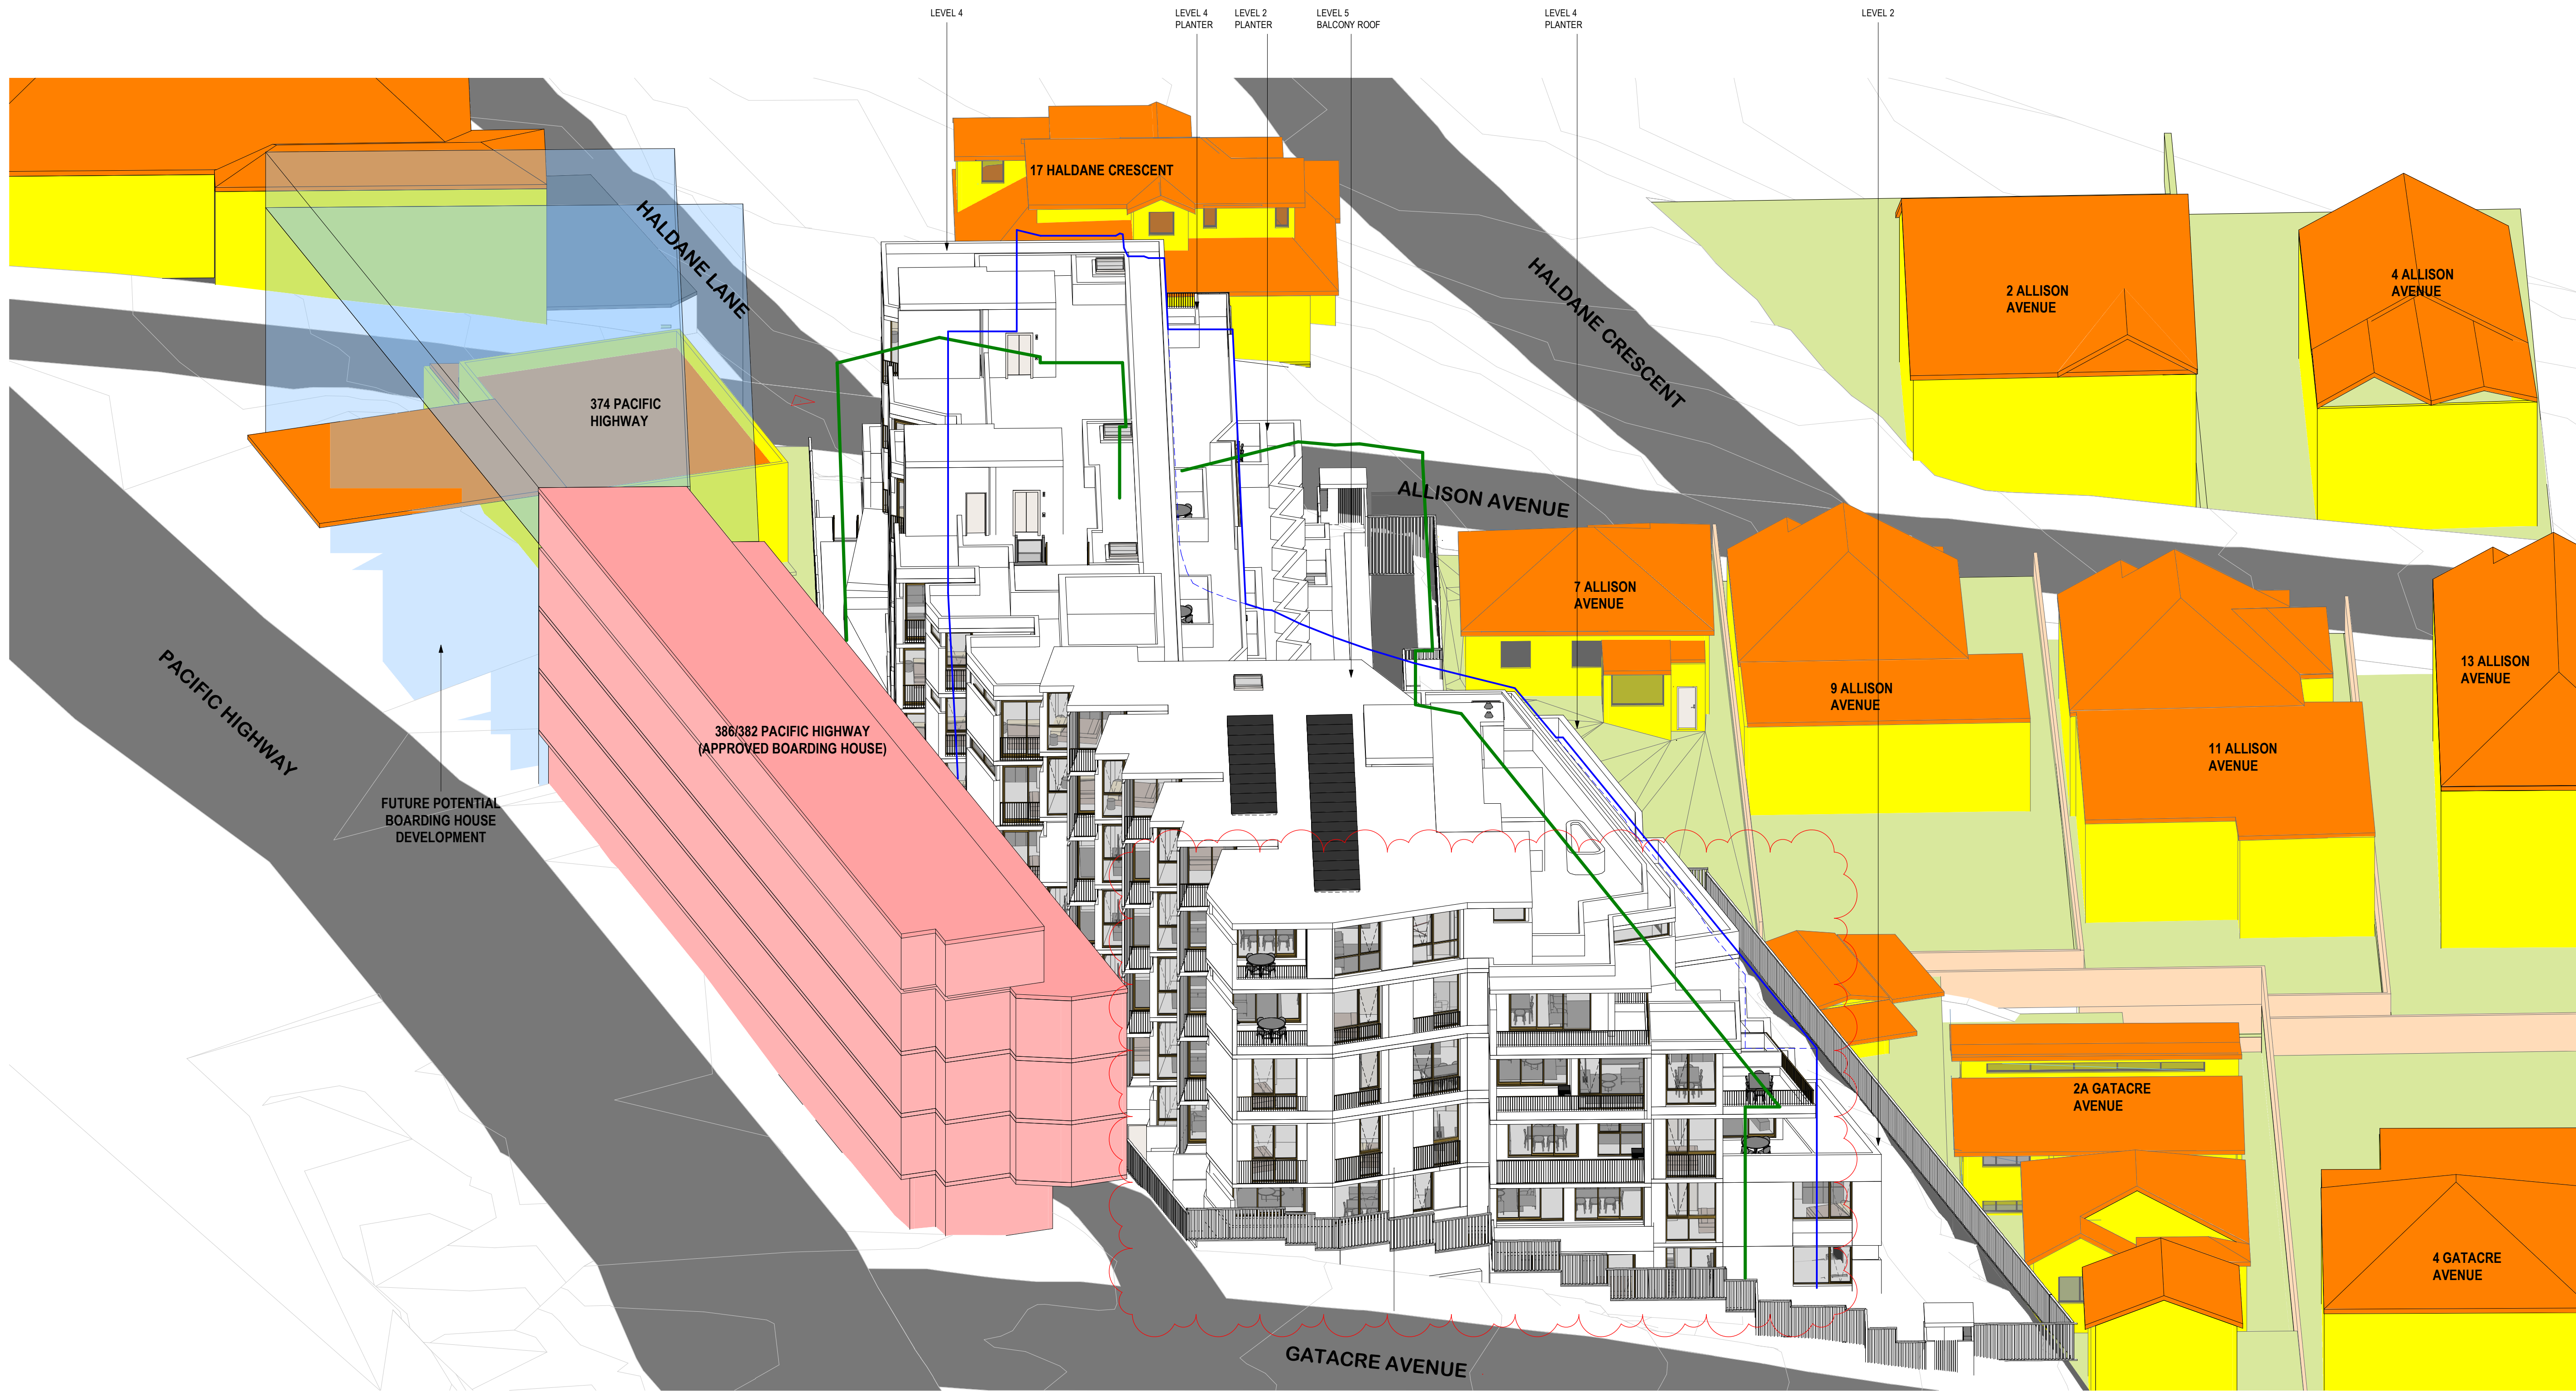 LEVEL 4
LEVEL 4
PLANTER
LEVEL 2
PLANTER
LEVEL 5
BALCONY ROOF
LEVEL 4
PLANTER
LEVEL 2
17 HALDANE CRESCENT
HALDANE LANE
HALDANE CRESCENT
2 ALLISON
AVENUE
4 ALLISON
AVENUE
374 PACIFIC
HIGHWAY
ALLISON AVENUE
7 ALLISON
AVENUE
9 ALLISON
AVENUE
11 ALLISON
AVENUE
13 ALLISON
AVENUE
PACIFIC HIGHWAY
386/382 PACIFIC HIGHWAY
(APPROVED BOARDING HOUSE)
FUTURE POTENTIAL
BOARDING HOUSE
DEVELOPMENT
2A GATACRE
AVENUE
4 GATACRE
AVENUE
GATACRE AVENUE